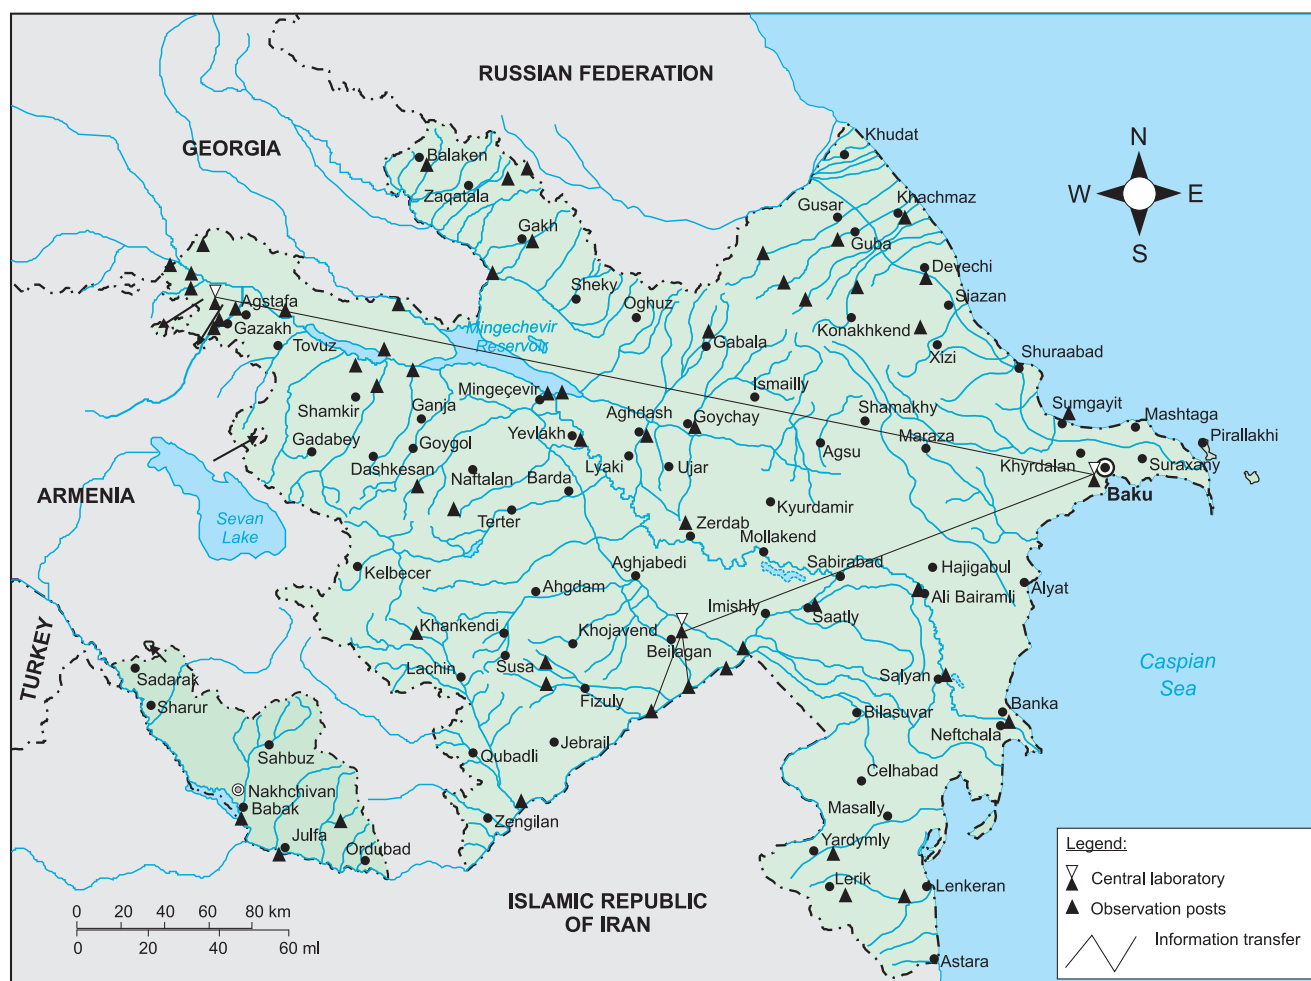 RUSSIAN FEDERATION
GEORGIA
Khudat
N
W
E
S
Balaken
Zaqatala
Gakh
Gusar
Khachmaz
Guba
Devechi
Sheky
Oghuz
Siazan
Agstafa
Gazakh
Konakhkend
Tovuz
Mingechevir
Reservoir
Gabala
Xizi
Shuraabad
Mingeçevir
Ismailly
Shamkir
Ganja
Aghdash
Goychay
Shamakhy
Sumgayit
Mashtaga
Gadabey
Goygol
Yevlakh
Agsu
Maraza
Pirallakhi
Dashkesan
Naftalan
Lyaki
Ujar
Khyrdalan
Suraxany
ARMENIA
Barda
Baku
Sevan
Lake
Terter
Zerdab
Kyurdamir
Mollakend
Kelbecer
Aghjabedi
Sabirabad
Hajigabul
Ahgdam
Alyat
Ali Bairamli
Imishly
Saatly
Khankendi
Khojavend
Beilagan
TURKEY
Lachin
Susa
Salyan
Caspian
Sea
Sadarak
Sharur
Fizuly
Bilasuvar
Banka
Neftchala
Sahbuz
Qubadli
Jebrail
Celhabad
Nakhchivan
Babak
Zengilan
Masally
Julfa
Ordubad
Yardymly
Lerik
Lenkeran
ISLAMIC REPUBLIC
OF IRAN
Astara
0 20 40 80 km
0 20 40 60 ml
Legend:
Central laboratory
Observation posts
Information transfer